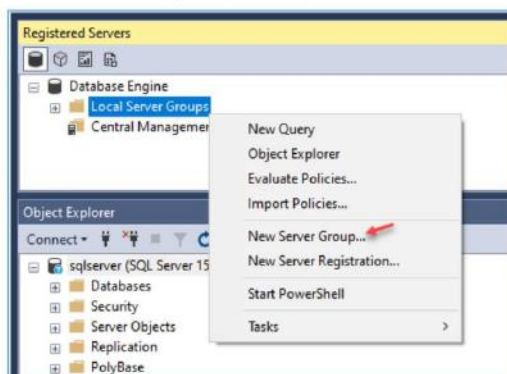 Registered Servers
Database Engine
Local Server Groups
Central Managemer
New Query
Object Explorer
Evaluate Policies...
Import Policies...
New Server Group...
New Server Registration...
Start PowerShell
Tasks
Object Explorer
Connect
sqlserver (SQL Server 15
Databases
Security
Server Objects
Replication
PolyBase